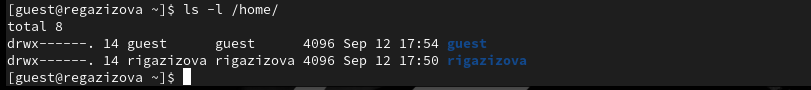 [guest@regazizova ~]$ ls -l /home/
total 8
drwx------. 14 guest     guest     4096 Sep 12 17:54 guest
drwx------. 14 rigazizova rigazizova 4096 Sep 12 17:50 rigazizova
[guest@regazizova ~]$